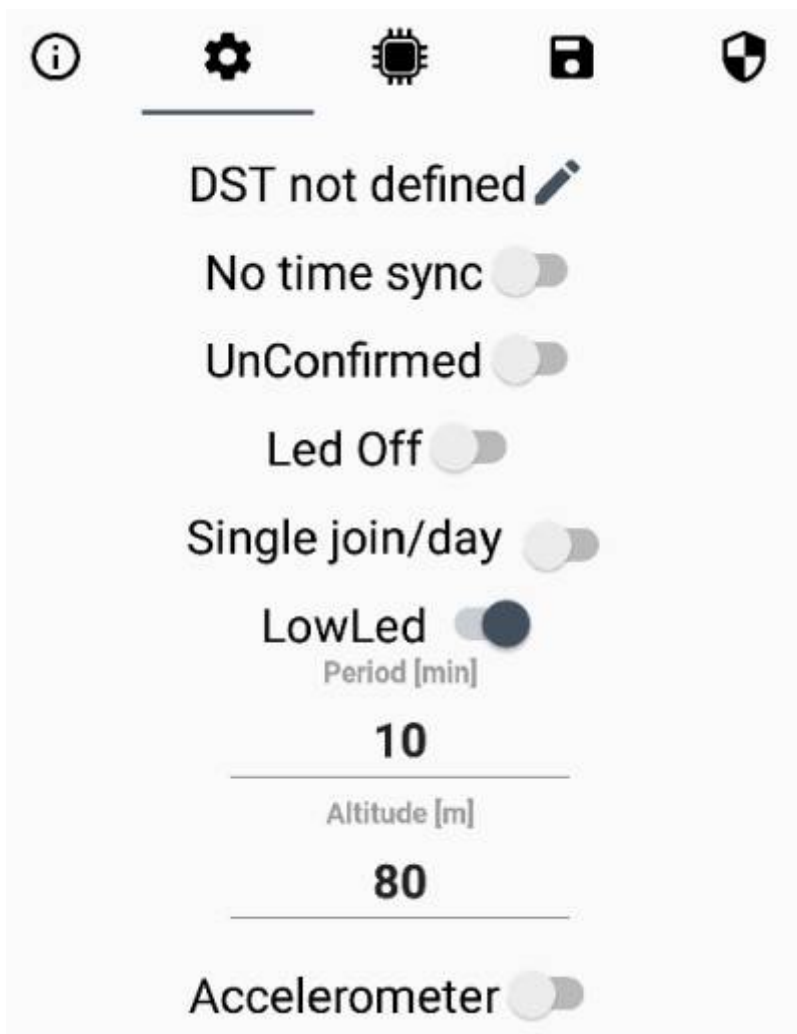 DST not defined
No time sync
UnConfirmed
Led Off
Single join/day
LowLed
Period [min]
10
Altitude [m]
80
Accelerometer